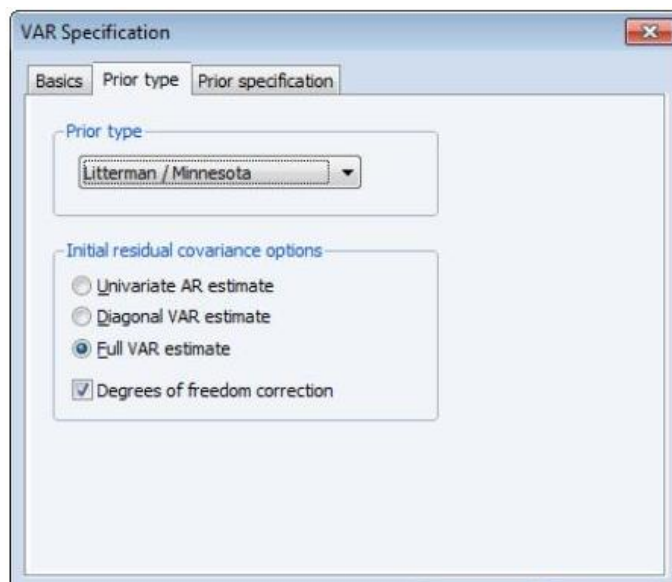 VAR Specification
Basics Prior type Prior specification
Prior type
Litterman / Minnesota
Initial residual covariance options
Univariate AR estimate
Diagonal VAR estimate
Full VAR estimate
Degrees of freedom correction